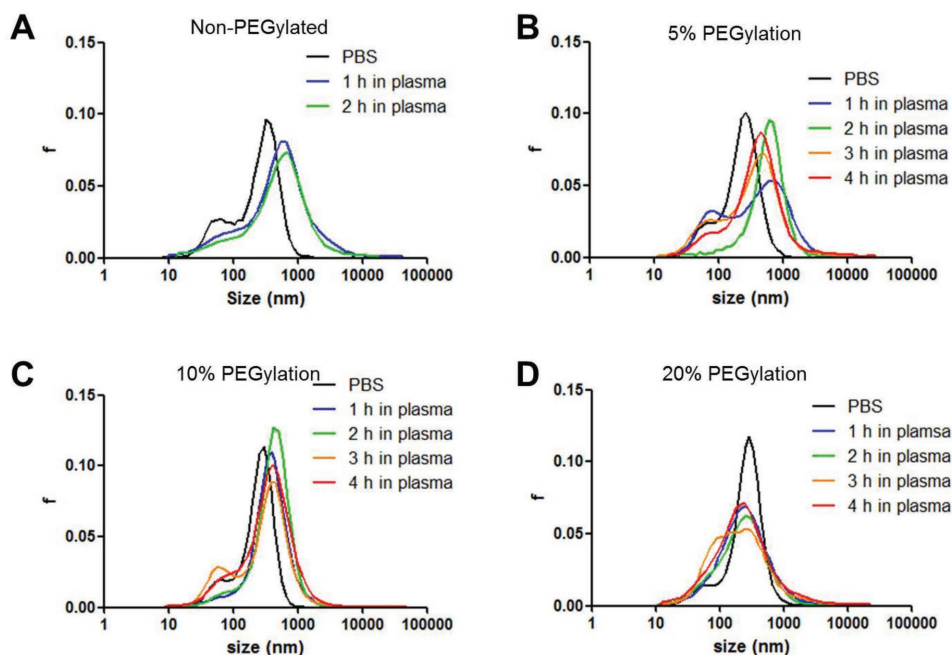 A
Non-PEGylated
0.15
0.10
0.05
0.00
f
1
10
100
1000
10000
100000
Size (nm)
PBS
1 h in plasma
2 h in plasma
B
5% PEGylation
0.15
0.10
0.05
0.00
f
1
10
100
1000
10000
100000
size (nm)
PBS
1 h in plasma
2 h in plasma
3 h in plasma
4 h in plasma
C
10% PEGylation
0.15
0.10
0.05
0.00
f
1
10
100
1000
10000
100000
size (nm)
PBS
1 h in plasma
2 h in plasma
3 h in plasma
4 h in plasma
D
20% PEGylation
0.15
0.10
0.05
0.00
f
1
10
100
1000
10000
100000
size (nm)
PBS
1 h in plamsa
2 h in plasma
3 h in plasma
4 h in plasma